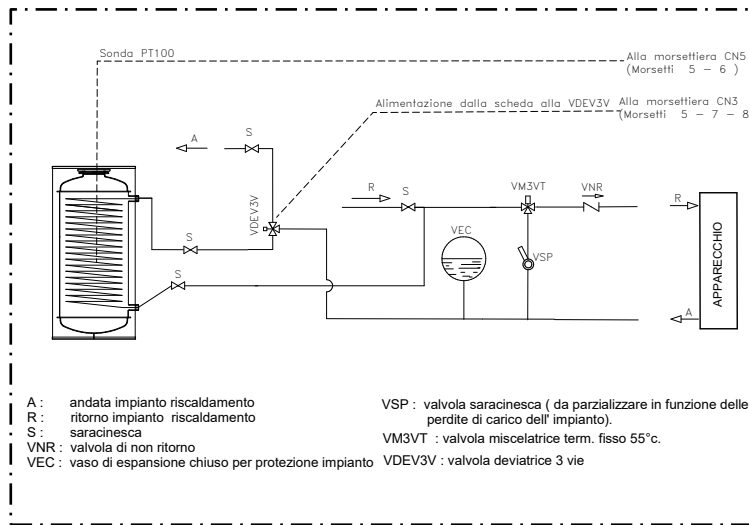 Sonda PT100
Alla morsettiera CN5
(Morsetti 5 - 6 )
Alimentazione dalla scheda alla VDEV3V
Alla morsettiera CN3
(Morsetti 5 - 7 - 8
A
S
R
S
VM3VT
VNR
R
VDEV3V
S
VEC
VSP
S
APPARECCHIO
A
A : andata impianto riscaldamento
R : ritorno impianto riscaldamento
S : saracinesca
VNR : valvola di non ritorno
VEC : vaso di espansione chiuso per protezione impianto
VSP : valvola saracinesca ( da parzializzare in funzione delle
perdite di carico dell' impianto).
VM3VT : valvola miscelatrice term. fisso 55°c.
VDEV3V : valvola deviatrice 3 vie